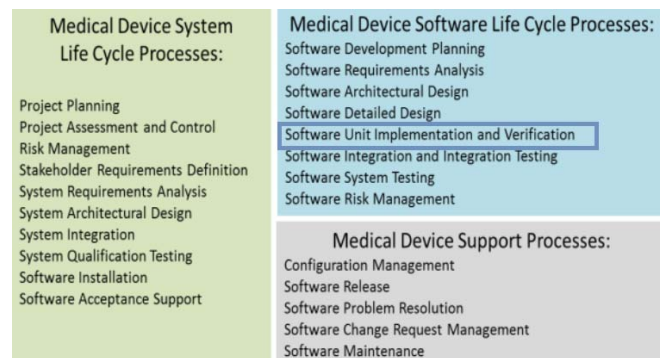 Medical Device System
Life Cycle Processes:
Project Planning
Project Assessment and Control
Risk Management
Stakeholder Requirements Definition
System Requirements Analysis
System Architectural Design
System Integration
System Qualification Testing
Software Installation
Software Acceptance Support
Medical Device Software Life Cycle Processes:
Software Development Planning
Software Requirements Analysis
Software Architectural Design
Software Detailed Design
Software Unit Implementation and Verification
Software Integration and Integration Testing
Software System Testing
Software Risk Management
Medical Device Support Processes:
Configuration Management
Software Release
Software Problem Resolution
Software Change Request Management
Software Maintenance